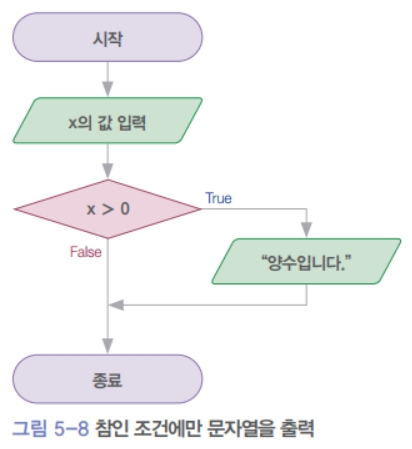 시작
x의 값 입력
x > 0
True
False
“양수입니다.”
종료
그림 5-8 참인 조건에만 문자열을 출력